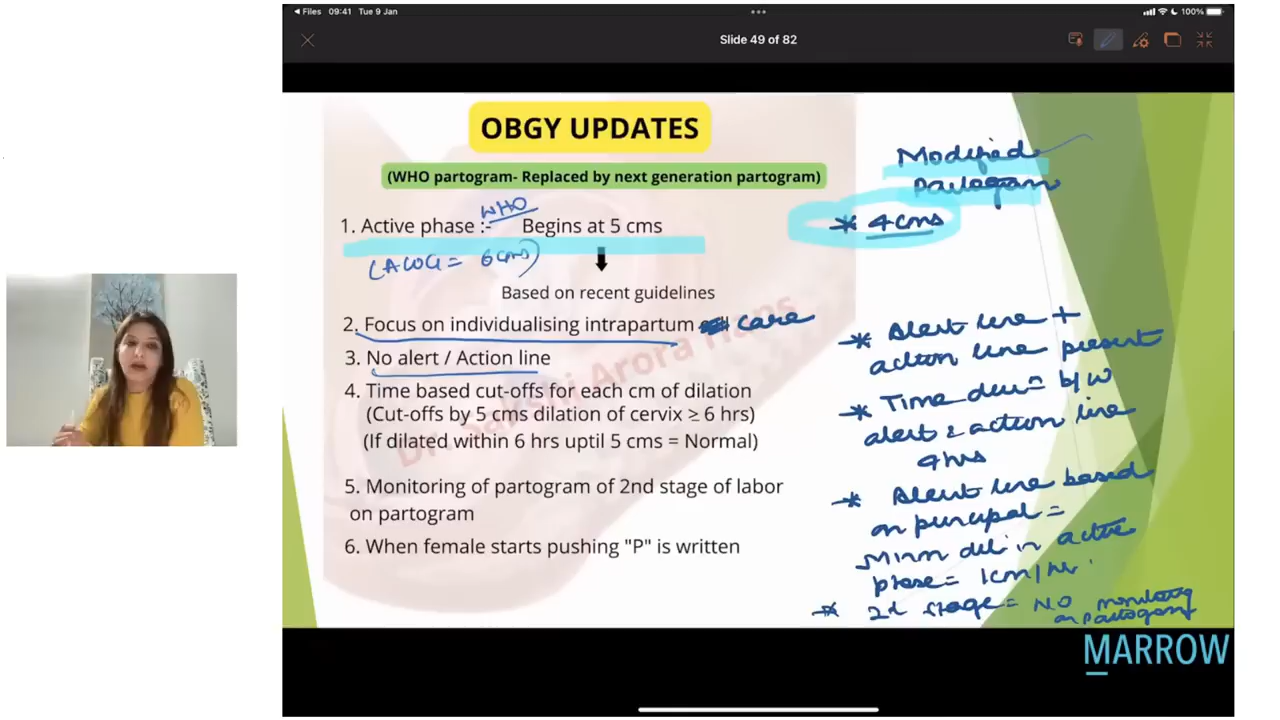 Files 09:41 Tue 9 Jan
100%
Slide 49 of 82
OBGY UPDATES
(WHO partogram- Replaced by next generation partogram)
WHO
1. Active phase :- Begins at 5 cms
(ACOG = 6cms)
Based on recent guidelines
2. Focus on individualising intrapartum care
3. No alert / Action line
4. Time based cut-offs for each cm of dilation
(Cut-offs by 5 cms dilation of cervix ≥ 6 hrs)
(If dilated within 6 hrs uptil 5 cms = Normal)
5. Monitoring of partogram of 2nd stage of labor
on partogram
6. When female starts pushing "P" is written
Modified
Partogram
* 4 cms
* Alert line +
action line present
* Time b/w
alert & action line
4hrs
* Alert line based
on principal =
Minm dil in active
phase = 1cm/hr
* 2nd stage = NO monitoring
on partogram
Dr. Sakshi Arora Hans
MARROW